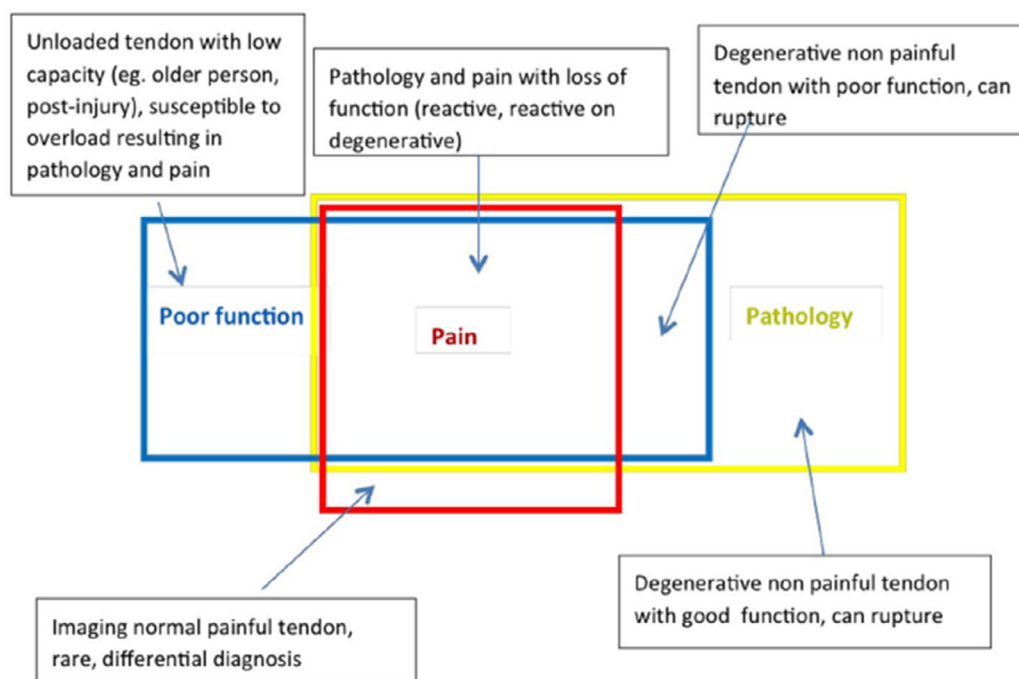 Unloaded tendon with low
capacity (eg. older person,
post-injury), susceptible to
overload resulting in
pathology and pain
Pathology and pain with loss of
function (reactive, reactive on
degenerative)
Degenerative non painful
tendon with poor function, can
rupture
Poor function
Pain
Pathology
Imaging normal painful tendon,
rare, differential diagnosis
Degenerative non painful tendon
with good function, can rupture